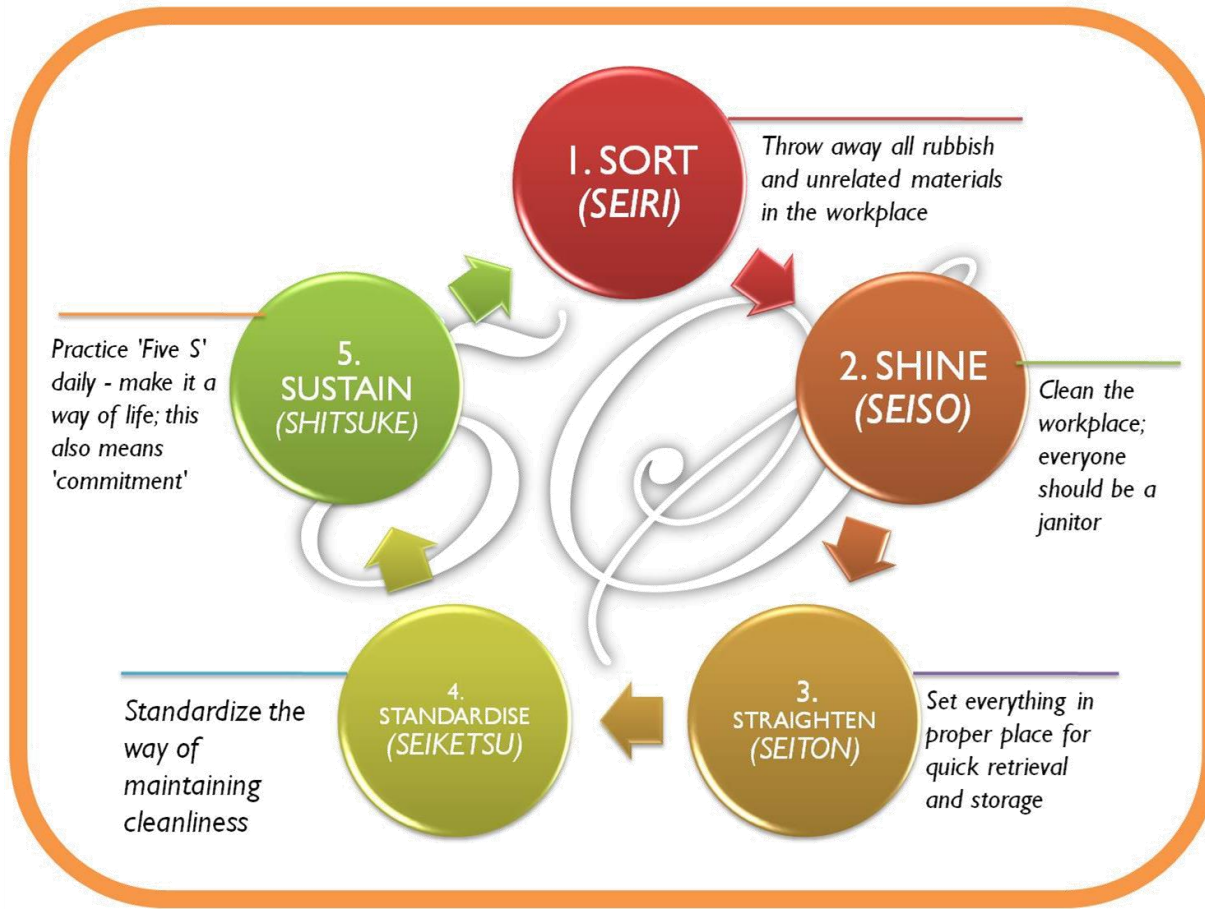 1. SORT
(SEIRI)
Throw away all rubbish
and unrelated materials
in the workplace
2. SHINE
(SEISO)
Clean the
workplace;
everyone
should be a
janitor
3.
STRAIGHTEN
(SEITON)
Set everything in
proper place for
quick retrieval
and storage
4.
STANDARDISE
(SEIKETSU)
Standardize the
way of
maintaining
cleanliness
5.
SUSTAIN
(SHITSUKE)
Practice 'Five S'
daily - make it a
way of life; this
also means
'commitment'
5S